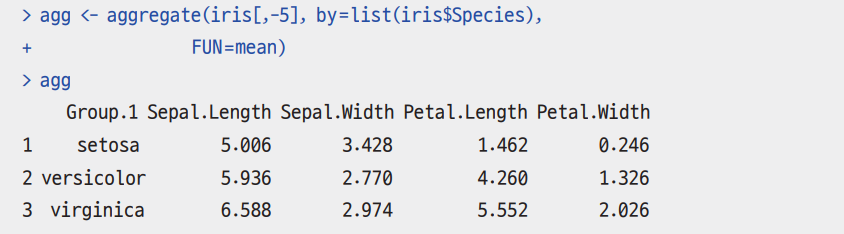 > agg <- aggregate(iris[,-5], by=list(iris$Species),
+                FUN=mean)
> agg
     Group.1 Sepal.Length Sepal.Width Petal.Length Petal.Width
1     setosa        5.006       3.428        1.462       0.246
2 versicolor        5.936       2.770        4.260       1.326
3  virginica        6.588       2.974        5.552       2.026